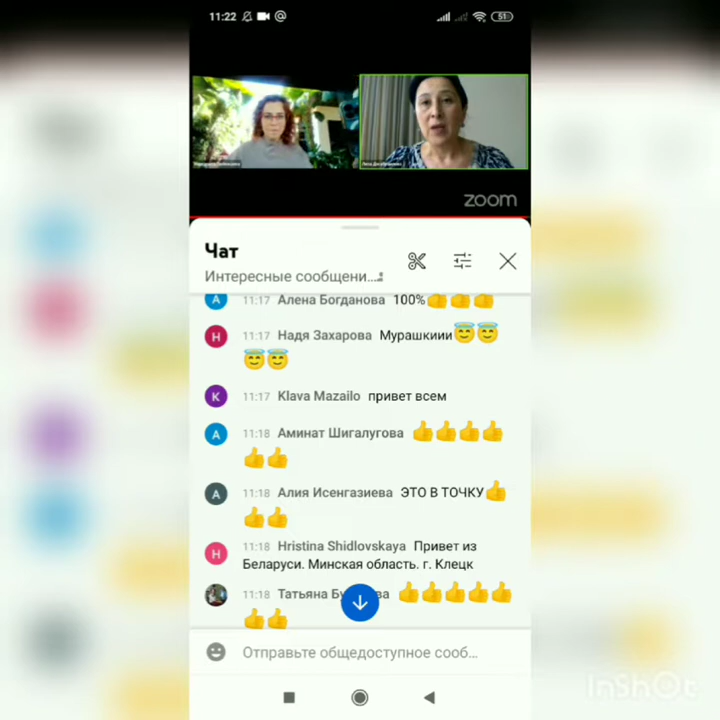 11:22
51
zoom
Чат
Интересные сообщени...
А 11:17 Алена Богданова 100%👍👍👍
Н 11:17 Надя Захарова Мурашкиии😇😇
😇😇
K 11:17 Klava Mazailo привет всем
А 11:18 Аминат Шигалугова 👍👍👍👍
👍👍
А 11:18 Алия Исенгазиева ЭТО В ТОЧКУ👍
👍👍
H 11:18 Hristina Shidlovskaya Привет из
Беларуси. Минская область. г. Клецк
11:18 Татьяна 👍👍👍👍👍
👍👍
Отправьте общедоступное сооб...
InShOt